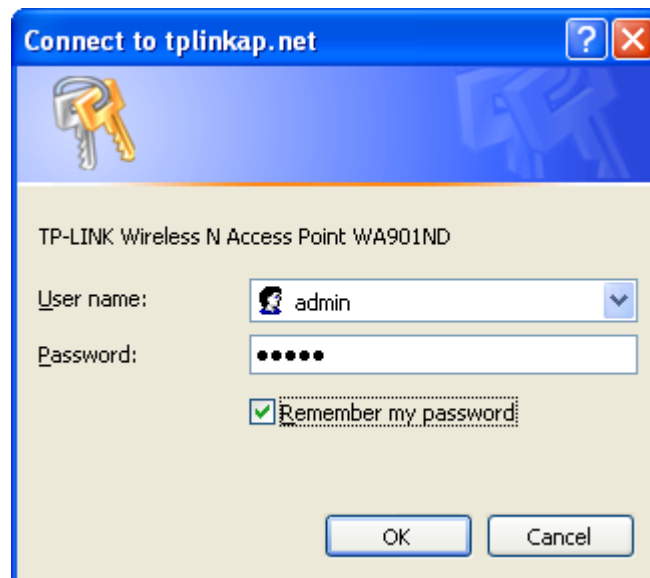 Connect to tplinkap.net
TP-LINK Wireless N Access Point WA901ND
User name:
admin
Password:
•••••
Remember my password
OK
Cancel